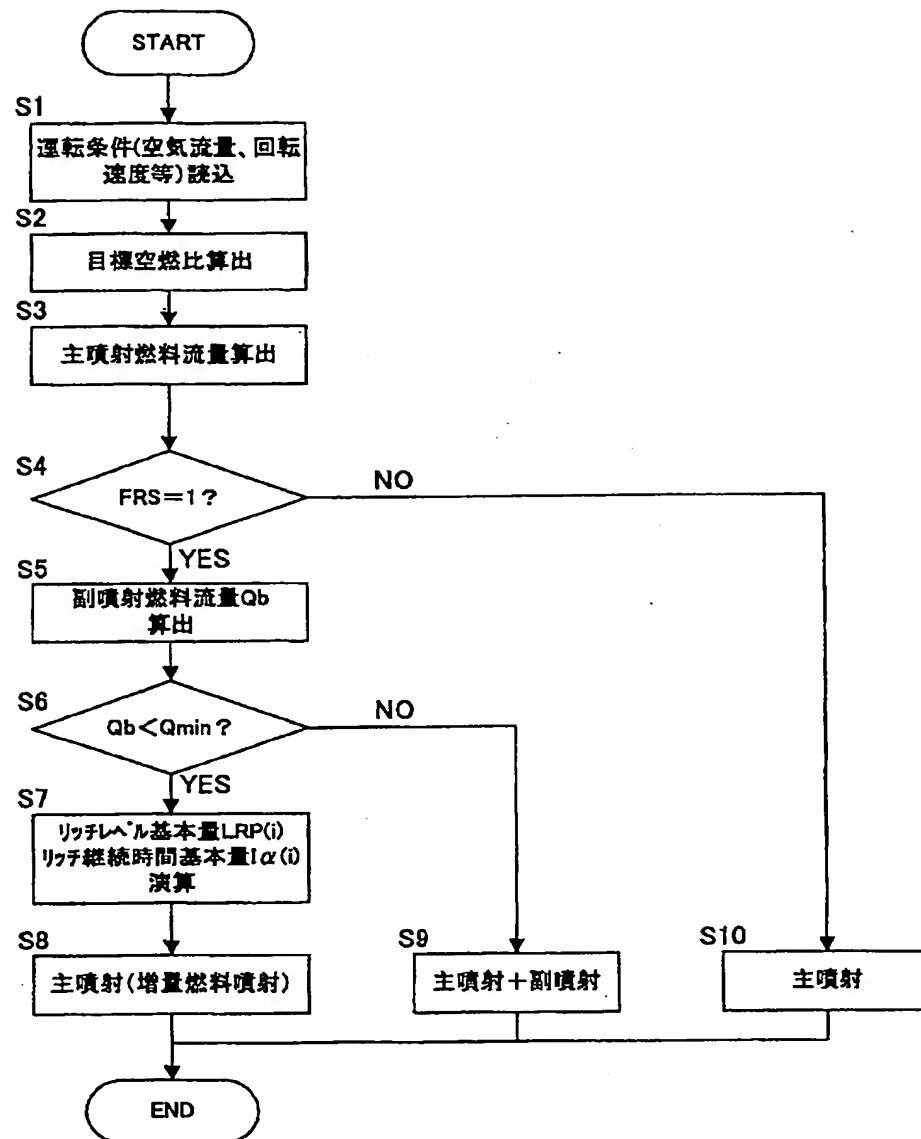 START
S1
運転条件(空気流量、回転
速度等)読込
S2
目標空燃比算出
S3
主噴射燃料流量算出
S4
FRS=1?
NO
YES
S5
副噴射燃料流量Qb
算出
S6
Qb<Qmin?
NO
YES
S7
リッチレベル基本量LRP(i)
リッチ継続時間基本量Iα(i)
演算
S8
主噴射(増量燃料噴射)
S9
主噴射+副噴射
S10
主噴射
END